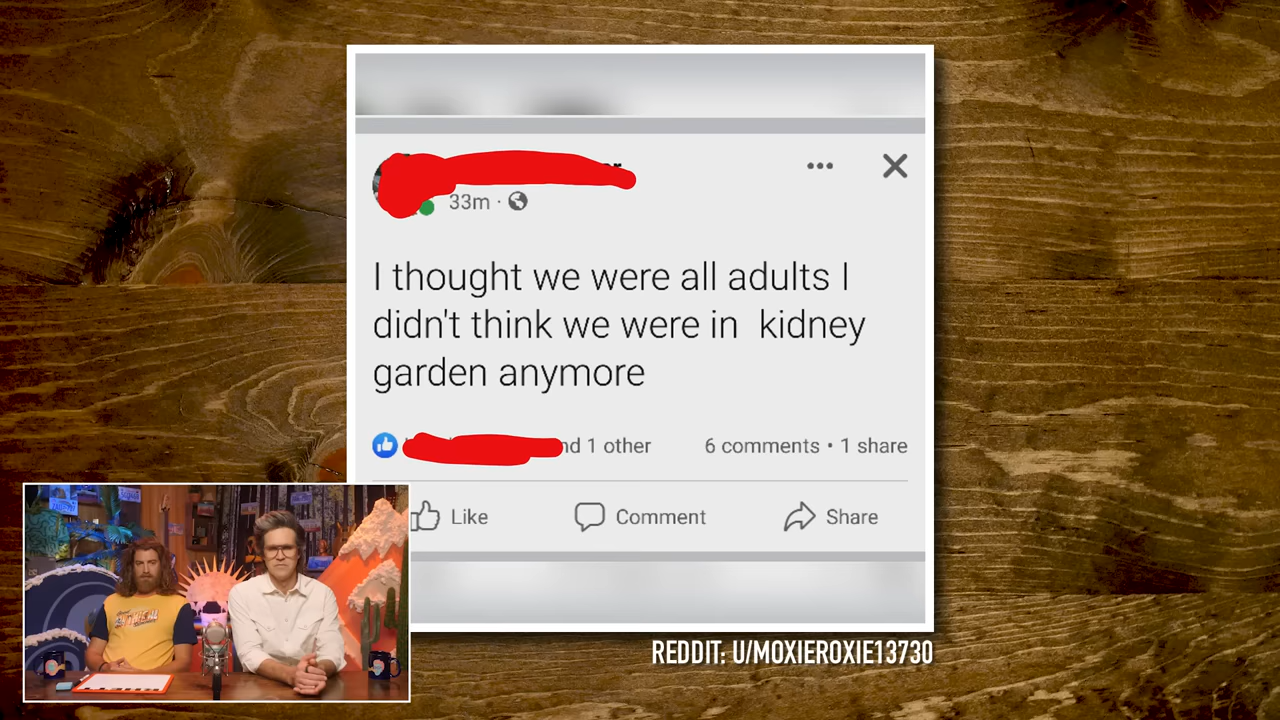 33m ·
I thought we were all adults I
didn't think we were in  kidney
garden anymore
nd 1 other
6 comments • 1 share
Like
Comment
Share
REDDIT: U/MOXIEROXIE13730